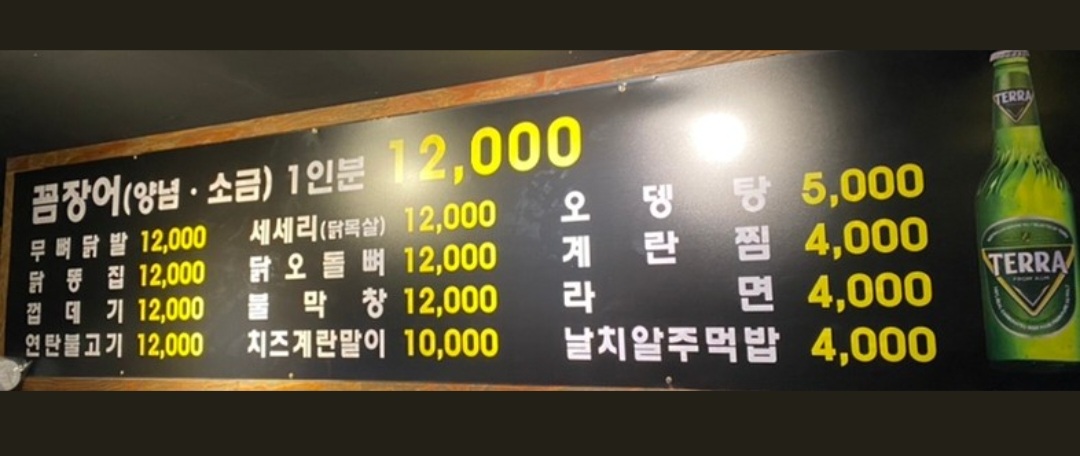 꼼장어(양념·소금) 1인분 12,000
무뼈닭발 12,000
닭똥집 12,000
껍데기 12,000
연탄불고기 12,000
세세리(닭목살) 12,000
닭오돌뼈 12,000
불막창 12,000
치즈계란말이 10,000
오뎅탕 5,000
계란찜 4,000
라면 4,000
날치알주먹밥 4,000
TERRA
TERRA